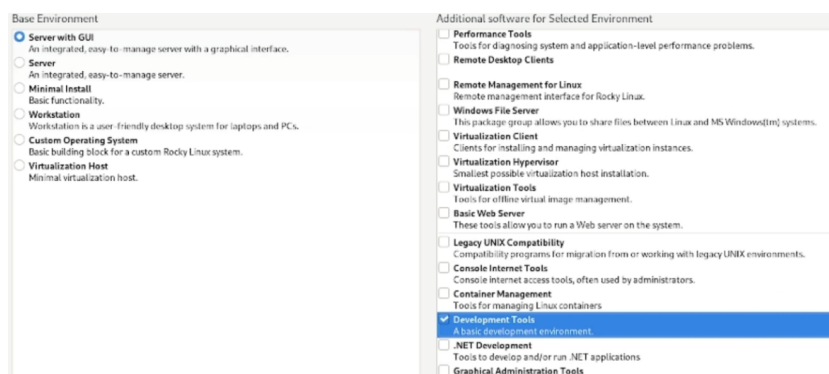 Base Environment
Server with GUI
An integrated, easy-to-manage server with a graphical interface.
Server
An integrated, easy-to-manage server.
Minimal Install
Basic functionality.
Workstation
Workstation is a user-friendly desktop system for laptops and PCs.
Custom Operating System
Basic building block for a custom Rocky Linux system.
Virtualization Host
Minimal virtualization host.
Additional software for Selected Environment
Performance Tools
Tools for diagnosing system and application-level performance problems.
Remote Desktop Clients
Remote Management for Linux
Remote management interface for Rocky Linux.
Windows File Server
This package group allows you to share files between Linux and MS Windows(tm) systems.
Virtualization Client
Clients for installing and managing virtualization instances.
Virtualization Hypervisor
Smallest possible virtualization host installation.
Virtualization Tools
Tools for offline virtual image management.
Basic Web Server
These tools allow you to run a Web server on the system.
Legacy UNIX Compatibility
Compatibility programs for migration from or working with legacy UNIX environments.
Console Internet Tools
Console internet access tools, often used by administrators.
Container Management
Tools for managing Linux containers
Development Tools
A basic development environment.
.NET Development
Tools to develop and/or run .NET applications
Graphical Administration Tools